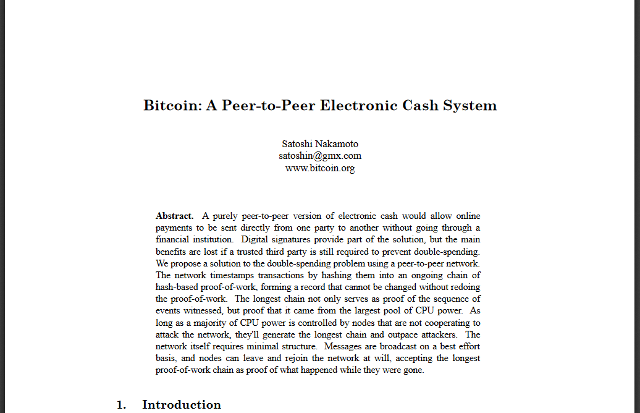 Bitcoin: A Peer-to-Peer Electronic Cash System
Satoshi Nakamoto
satoshin@gmx.com
www.bitcoin.org
Abstract. A purely peer-to-peer version of electronic cash would allow online
payments to be sent directly from one party to another without going through a
financial institution. Digital signatures provide part of the solution, but the main
benefits are lost if a trusted third party is still required to prevent double-spending.
We propose a solution to the double-spending problem using a peer-to-peer network.
The network timestamps transactions by hashing them into an ongoing chain of
hash-based proof-of-work, forming a record that cannot be changed without redoing
the proof-of-work. The longest chain not only serves as proof of the sequence of
events witnessed, but proof that it came from the largest pool of CPU power. As
long as a majority of CPU power is controlled by nodes that are not cooperating to
attack the network, they'll generate the longest chain and outpace attackers. The
network itself requires minimal structure. Messages are broadcast on a best effort
basis, and nodes can leave and rejoin the network at will, accepting the longest
proof-of-work chain as proof of what happened while they were gone.
1. Introduction